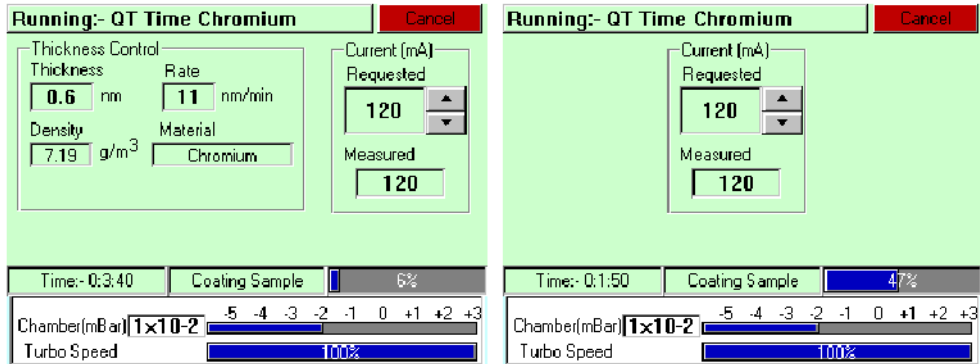 Running:- QT Time Chromium Cancel
Thickness Control
Thickness Rate
0.6 nm 11 nm/min
Density Material
7.19 g/m3 Chromium
Current (mA)
Requested
120
Measured
120
Time:- 0:3:40 Coating Sample 6%
Chamber(mBar) 1x10-2 -5 -4 -3 -2 -1 0 +1 +2 +3
Turbo Speed 100%
Running:- QT Time Chromium Cancel
Current (mA)
Requested
120
Measured
120
Time:- 0:1:50 Coating Sample 47%
Chamber(mBar) 1x10-2 -5 -4 -3 -2 -1 0 +1 +2 +3
Turbo Speed 100%